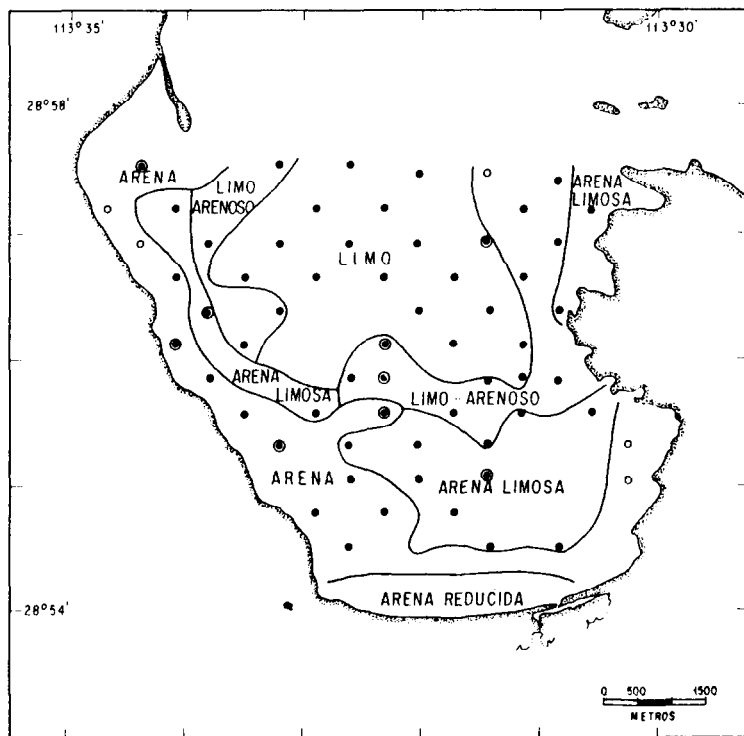 113°35'
113°30'
28°58'
ARENA
LIMO
ARENOSO
ARENA
LIMOSA
LIMO
ARENA
LIMOSA
LIMO-ARENOSO
ARENA
ARENA LIMOSA
ARENA REDUCIDA
28°54'
0 500 1500
METROS